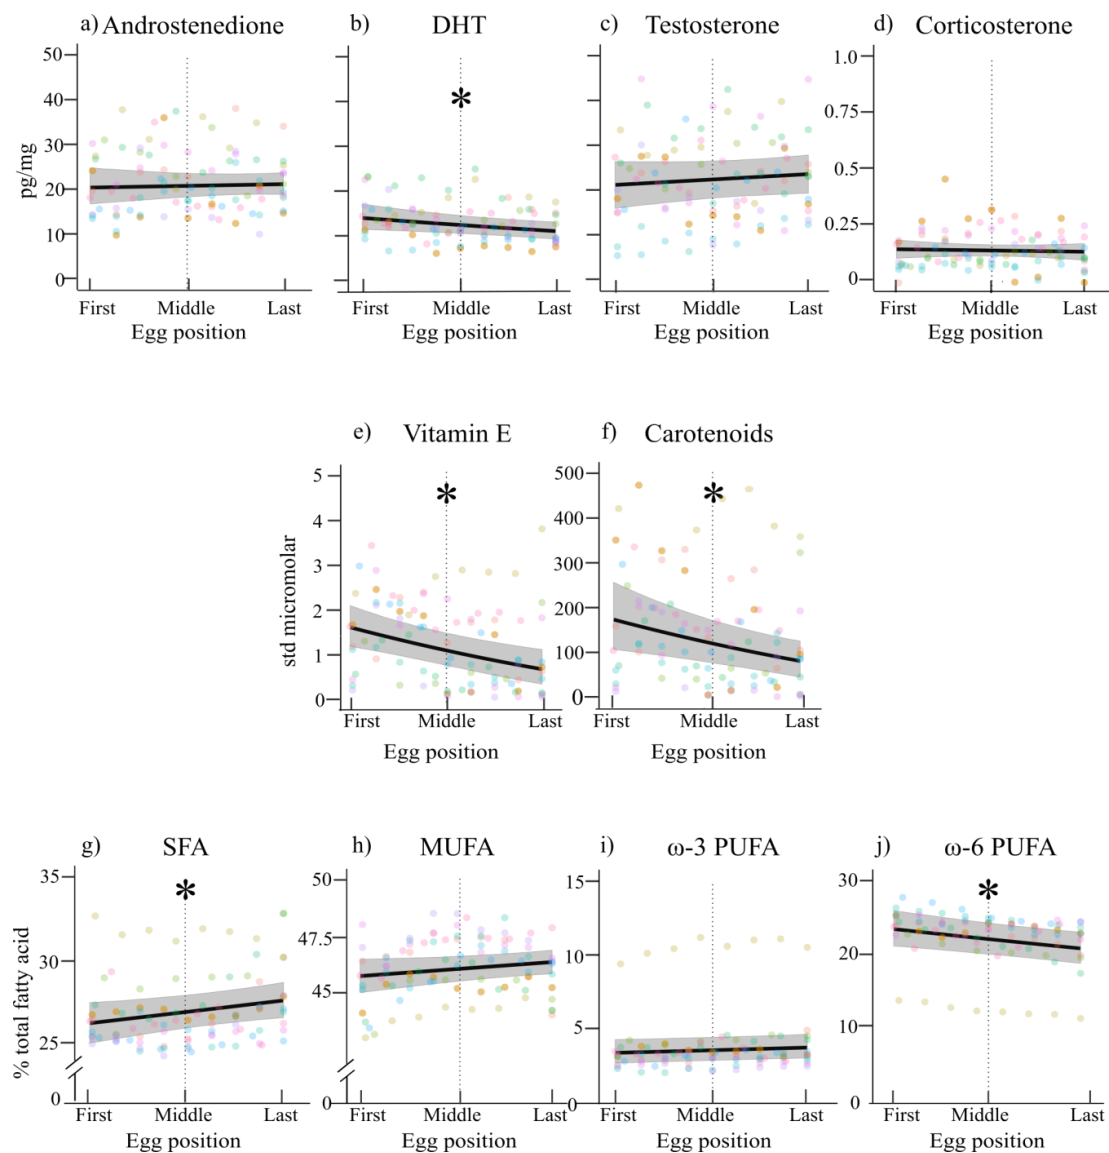 a) Androstenedione b) DHT c) Testosterone d) Corticosterone
50 1.0
40 0.75
30 0.5
20 0.25
10
0 0
pg/mg
* 
First Middle Last First Middle Last First Middle Last First Middle Last
Egg position Egg position Egg position Egg position
e) Vitamin E f) Carotenoids
* *
5 500
4 400
3 300
2 200
1 100
0 0
std micromolar
First Middle Last First Middle Last
Egg position Egg position
g) SFA h) MUFA i) ω-3 PUFA j) ω-6 PUFA
* *
35 50 15 30
30 47.5 10 20
25 45 5 10
0 0 0 0
% total fatty acid
First Middle Last First Middle Last First Middle Last First Middle Last
Egg position Egg position Egg position Egg position